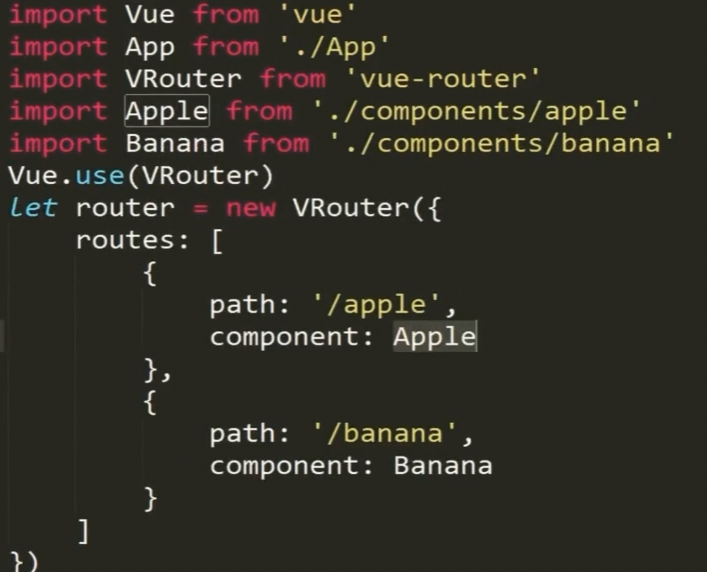 import Vue from 'vue'
import App from './App'
import VRouter from 'vue-router'
import Apple from './components/apple'
import Banana from './components/banana'
Vue.use(VRouter)
let router = new VRouter({
    routes: [
        {
            path: '/apple',
            component: Apple
        },
        {
            path: '/banana',
            component: Banana
        }
    ]
})